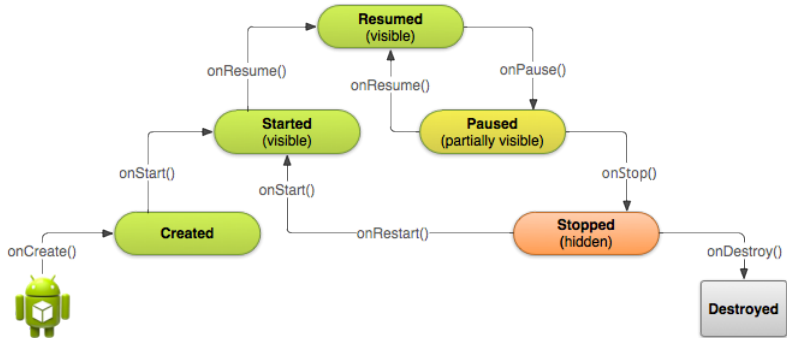 Resumed
(visible)
onResume()
onResume()
onPause()
Started
(visible)
Paused
(partially visible)
onStart()
onStart()
onStop()
Created
onRestart()
Stopped
(hidden)
onCreate()
onDestroy()
Destroyed